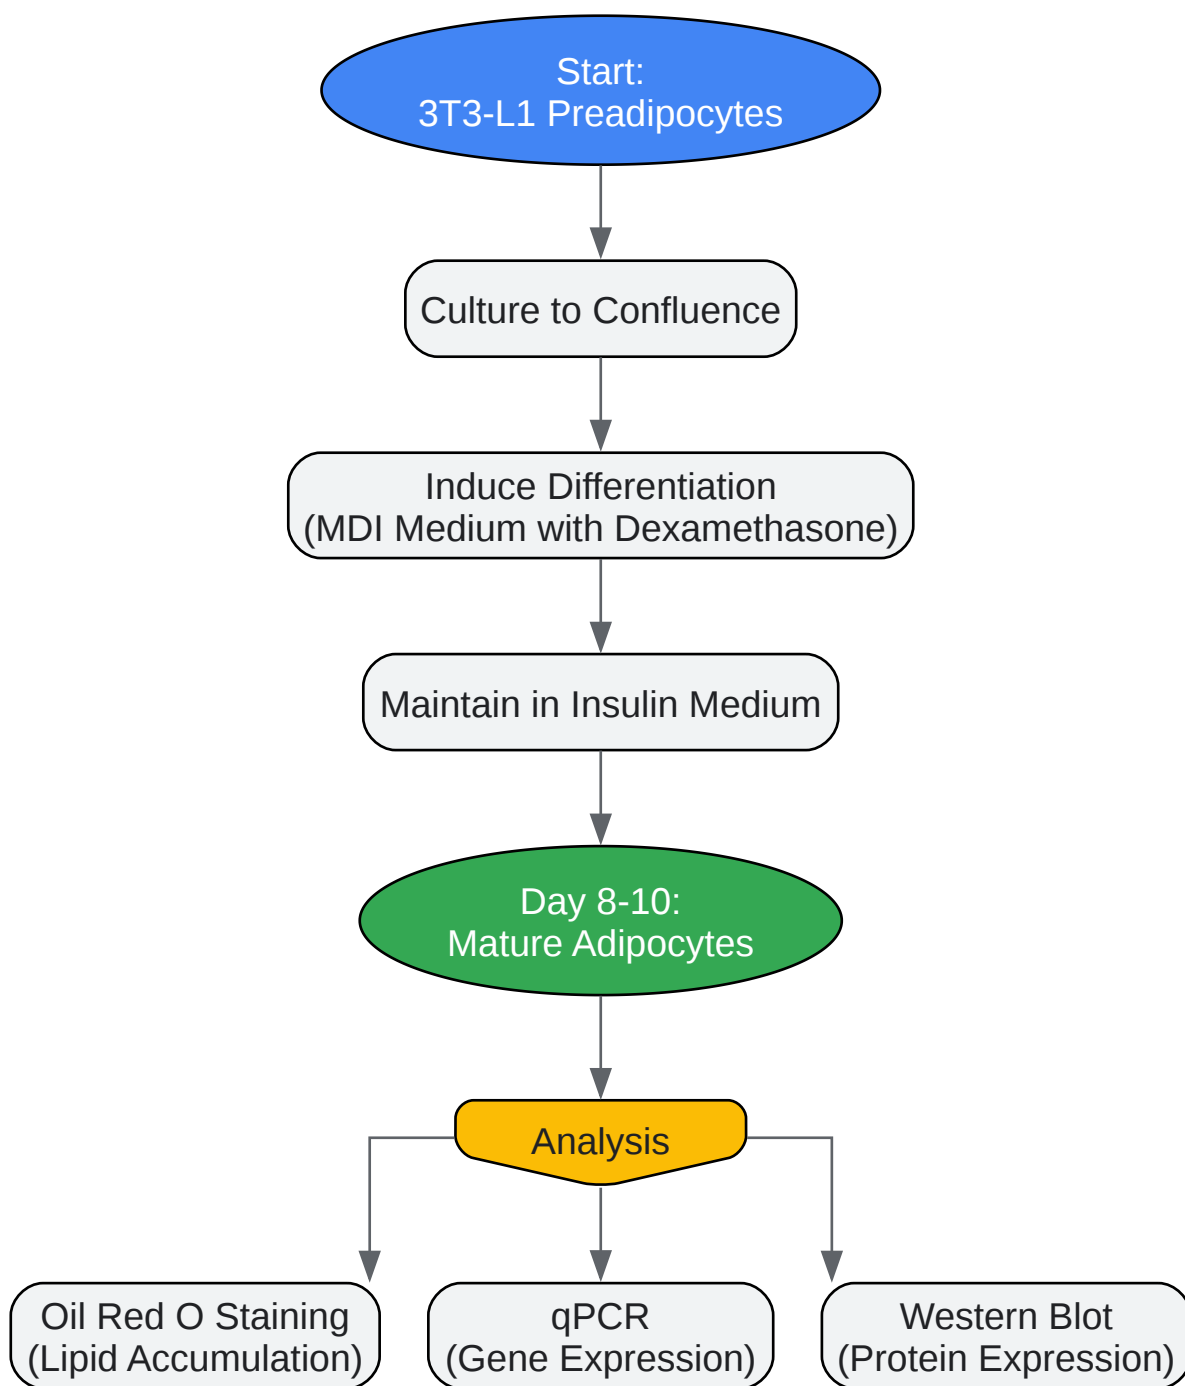 Start:
3T3-L1 Preadipocytes
Culture to Confluence
Induce Differentiation
(MDI Medium with Dexamethasone)
Maintain in Insulin Medium
Day 8-10:
Mature Adipocytes
Analysis
Oil Red O Staining
(Lipid Accumulation)
qPCR
(Gene Expression)
Western Blot
(Protein Expression)